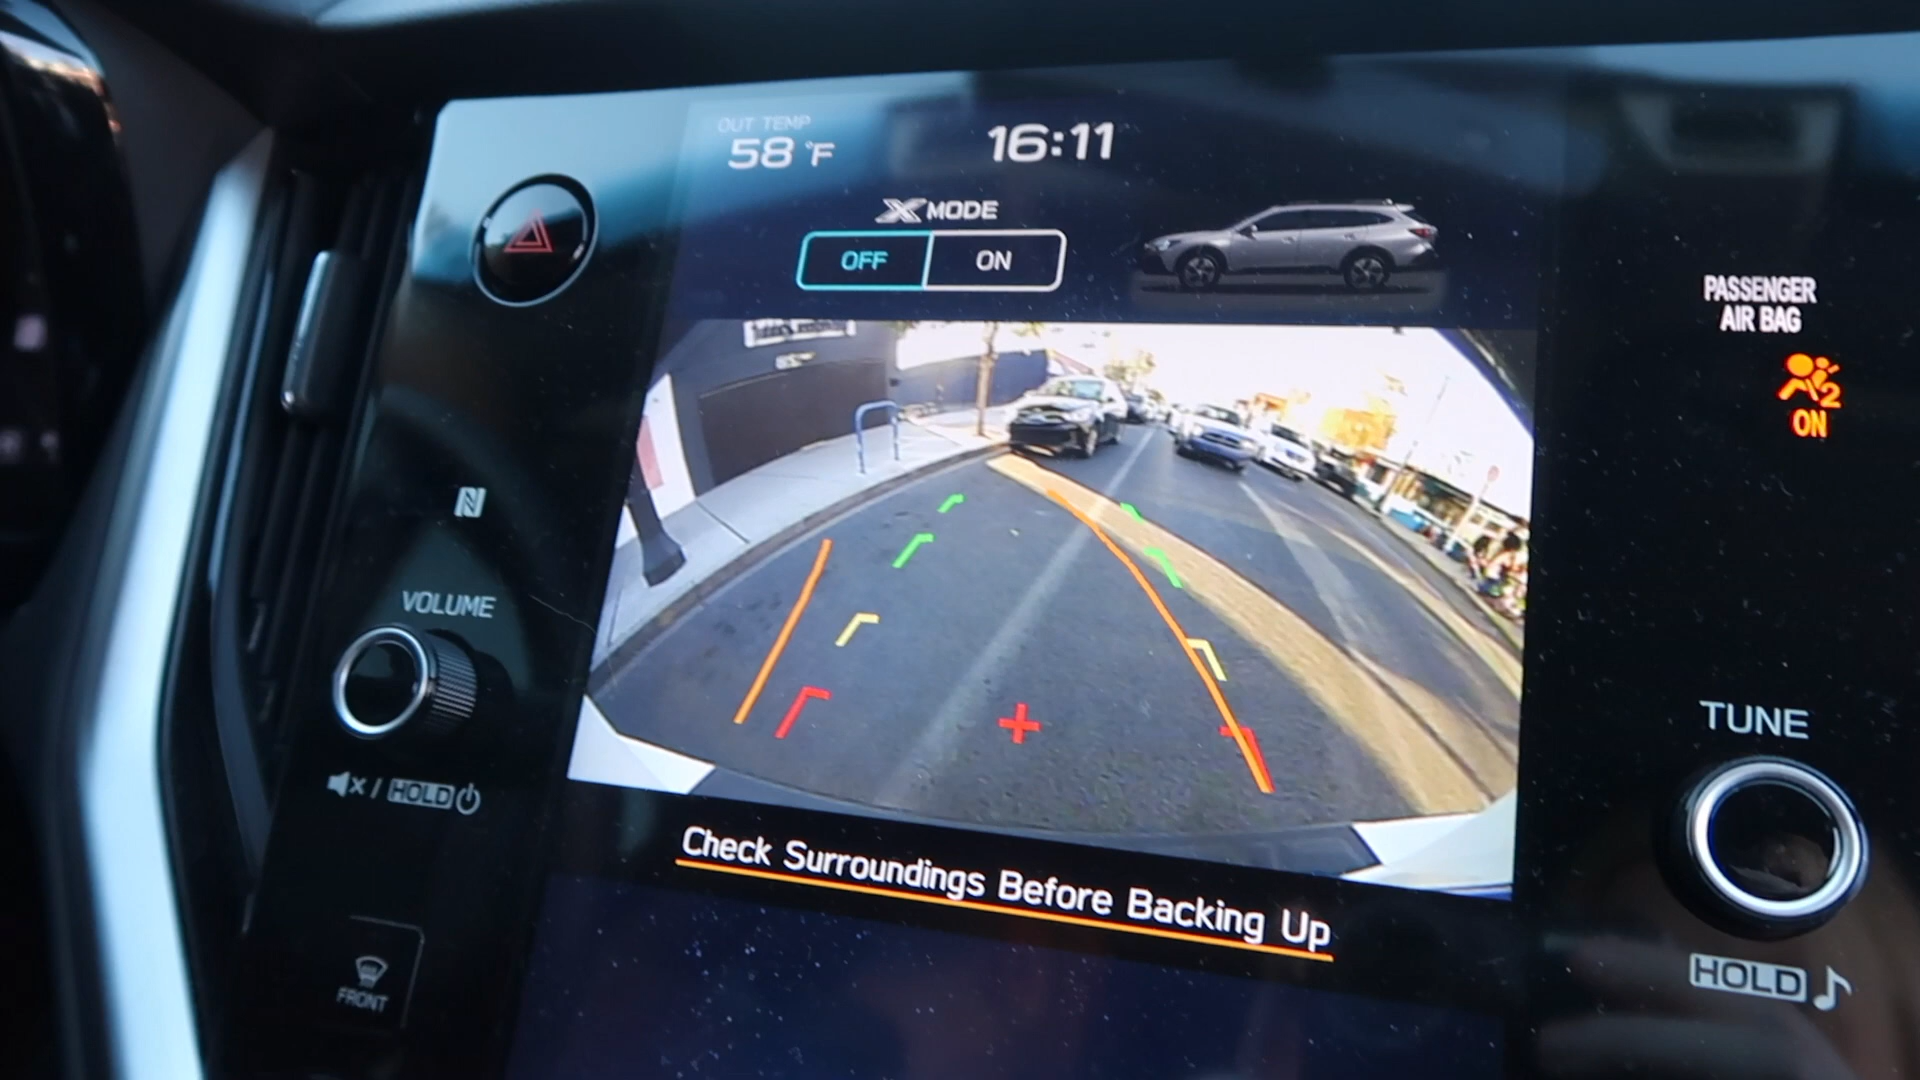 OUT TEMP
58 °F
16:11
X MODE
OFF
ON
PASSENGER
AIR BAG
2
ON
N
VOLUME
/ HOLD
FRONT
TUNE
HOLD
Check Surroundings Before Backing Up